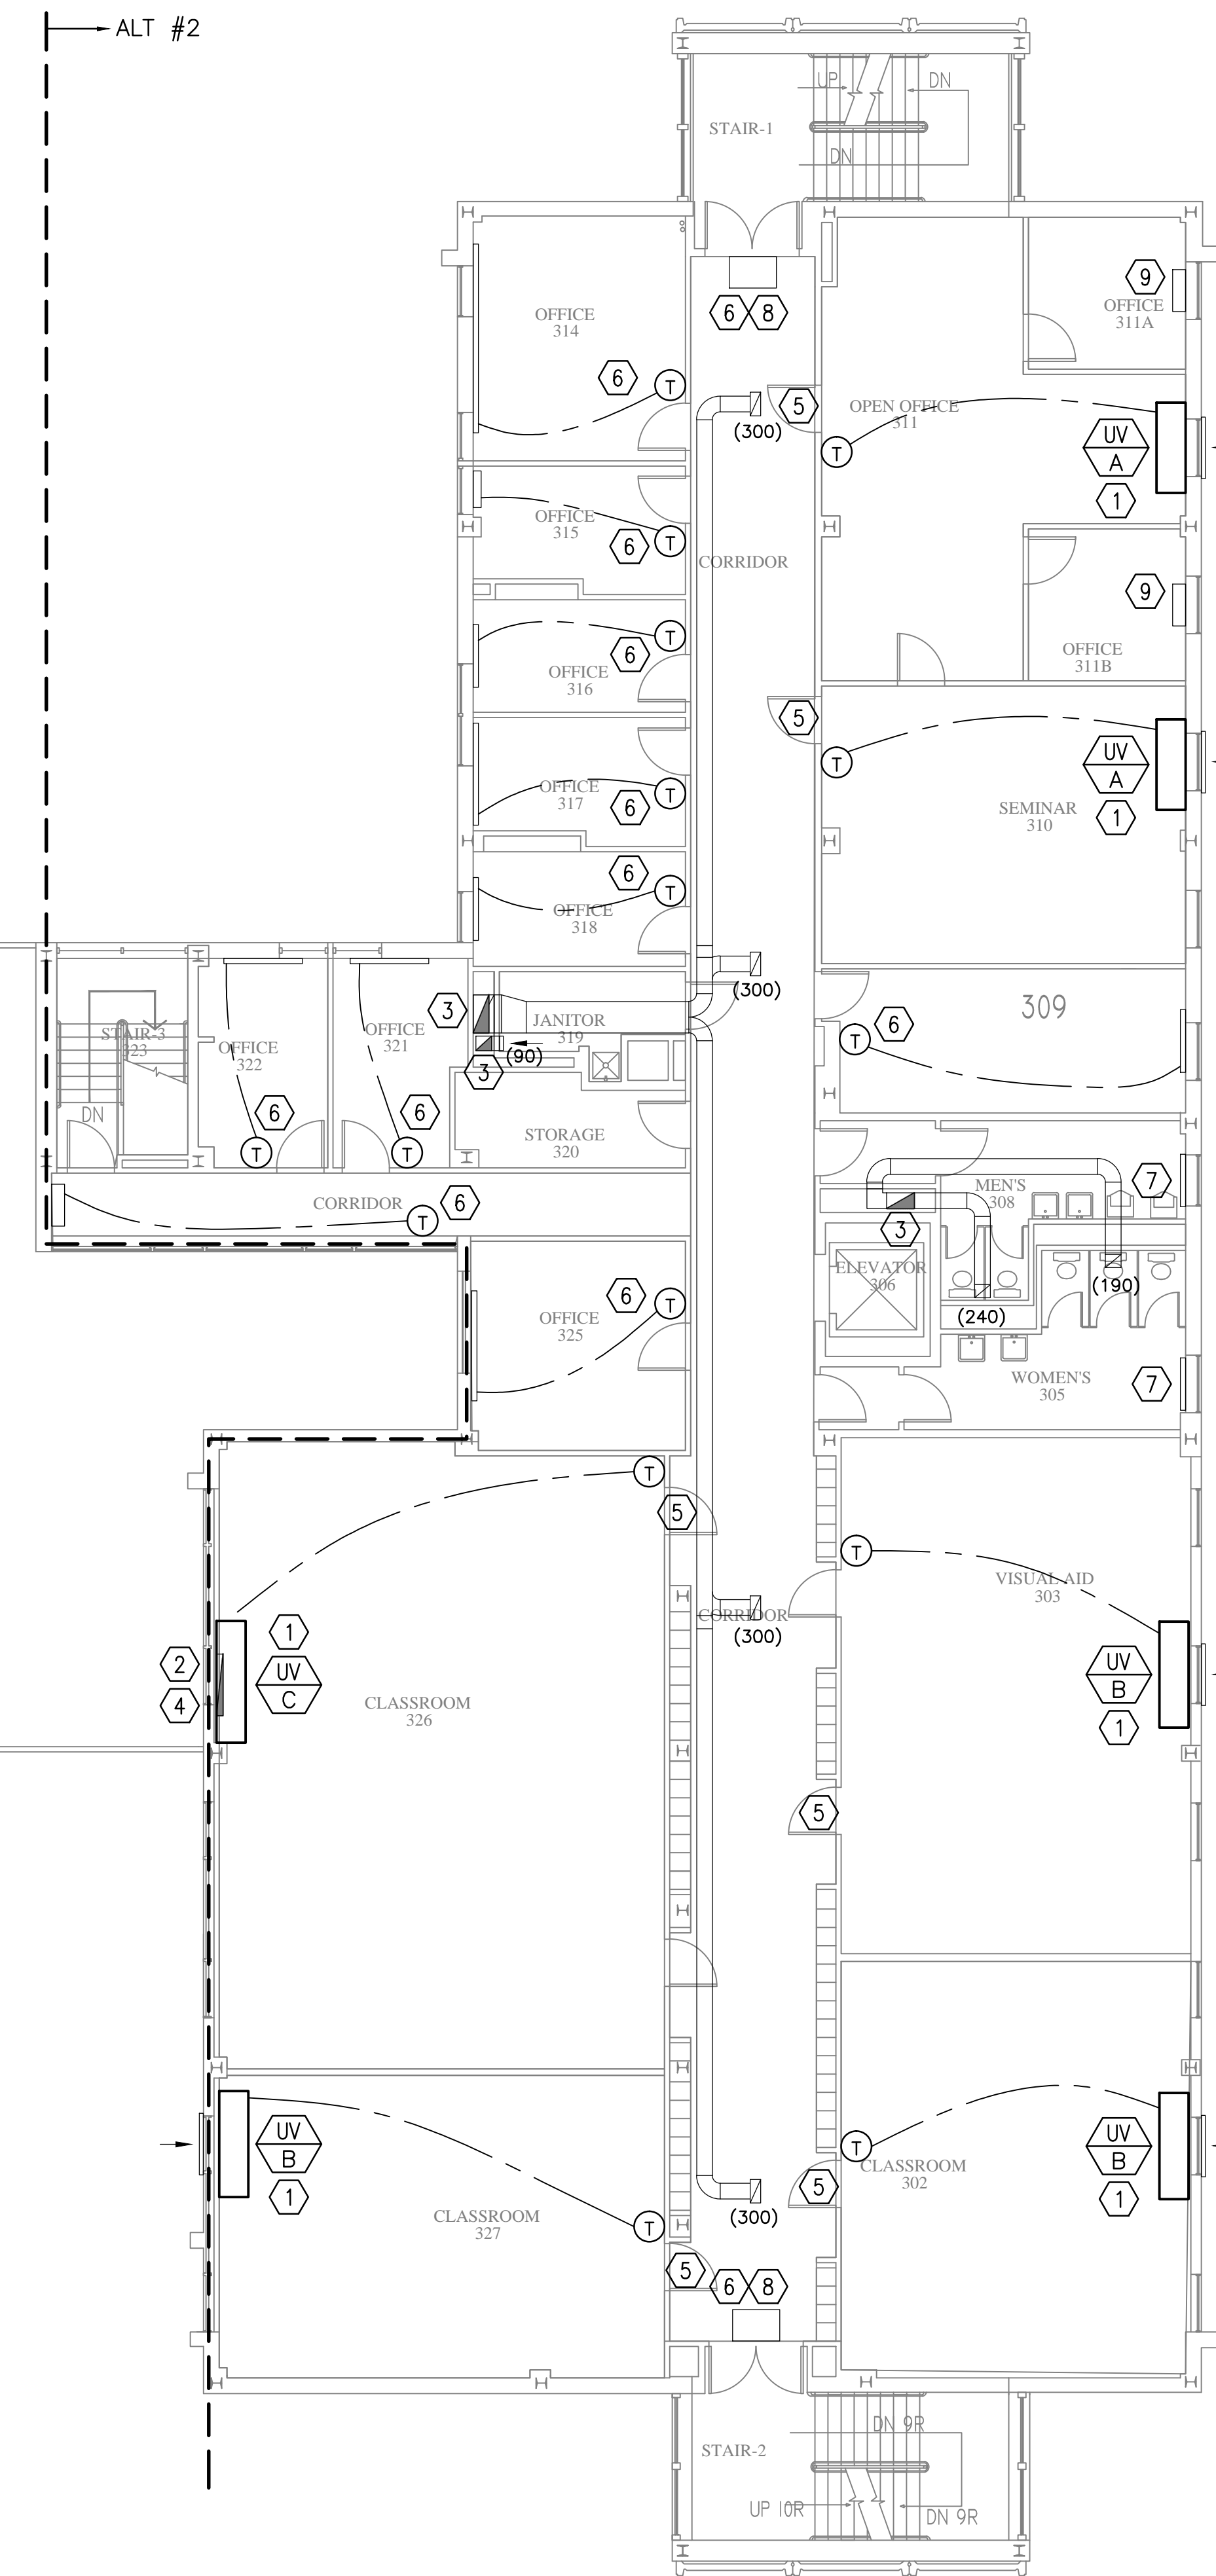 ALT #2
UP
DN
STAIR-1
DN
9
OFFICE
311A
OFFICE
314
6 8
6
T
5
OPEN OFFICE
311
(300)
UV
A
1
T
OFFICE
315
6
T
CORRIDOR
9
OFFICE
311B
T
6
OFFICE
316
5
UV
A
1
T
OFFICE
317
6
T
SEMINAR
310
6
T
OFFICE
318
(300)
309
3
JANITOR
319
(90)
3
6
T
STAIR-3
323
OFFICE
322
OFFICE
321
DN
6
6
T
T
STORAGE
320
MEN'S
308
7
3
CORRIDOR
6
T
ELEVATOR
306
(190)
(240)
OFFICE
325
6
T
WOMEN'S
305
7
T
5
T
VISUAL AID
303
CORRIDOR
(300)
1
2
4
UV
C
CLASSROOM
326
UV
B
1
5
UV
B
1
T
CLASSROOM
302
UV
B
1
5
(300)
CLASSROOM
327
T
5
6 8
DN 9R
STAIR-2
UP 10R
DN 9R